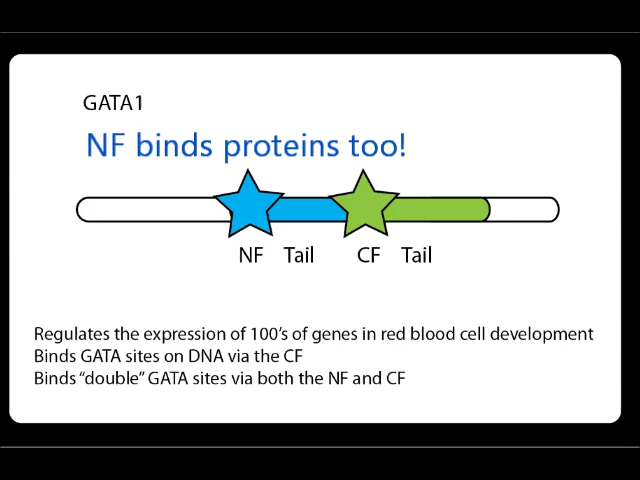 GATA1
NF binds proteins too!
NF Tail CF Tail
Regulates the expression of 100's of genes in red blood cell development
Binds GATA sites on DNA via the CF
Binds “double” GATA sites via both the NF and CF